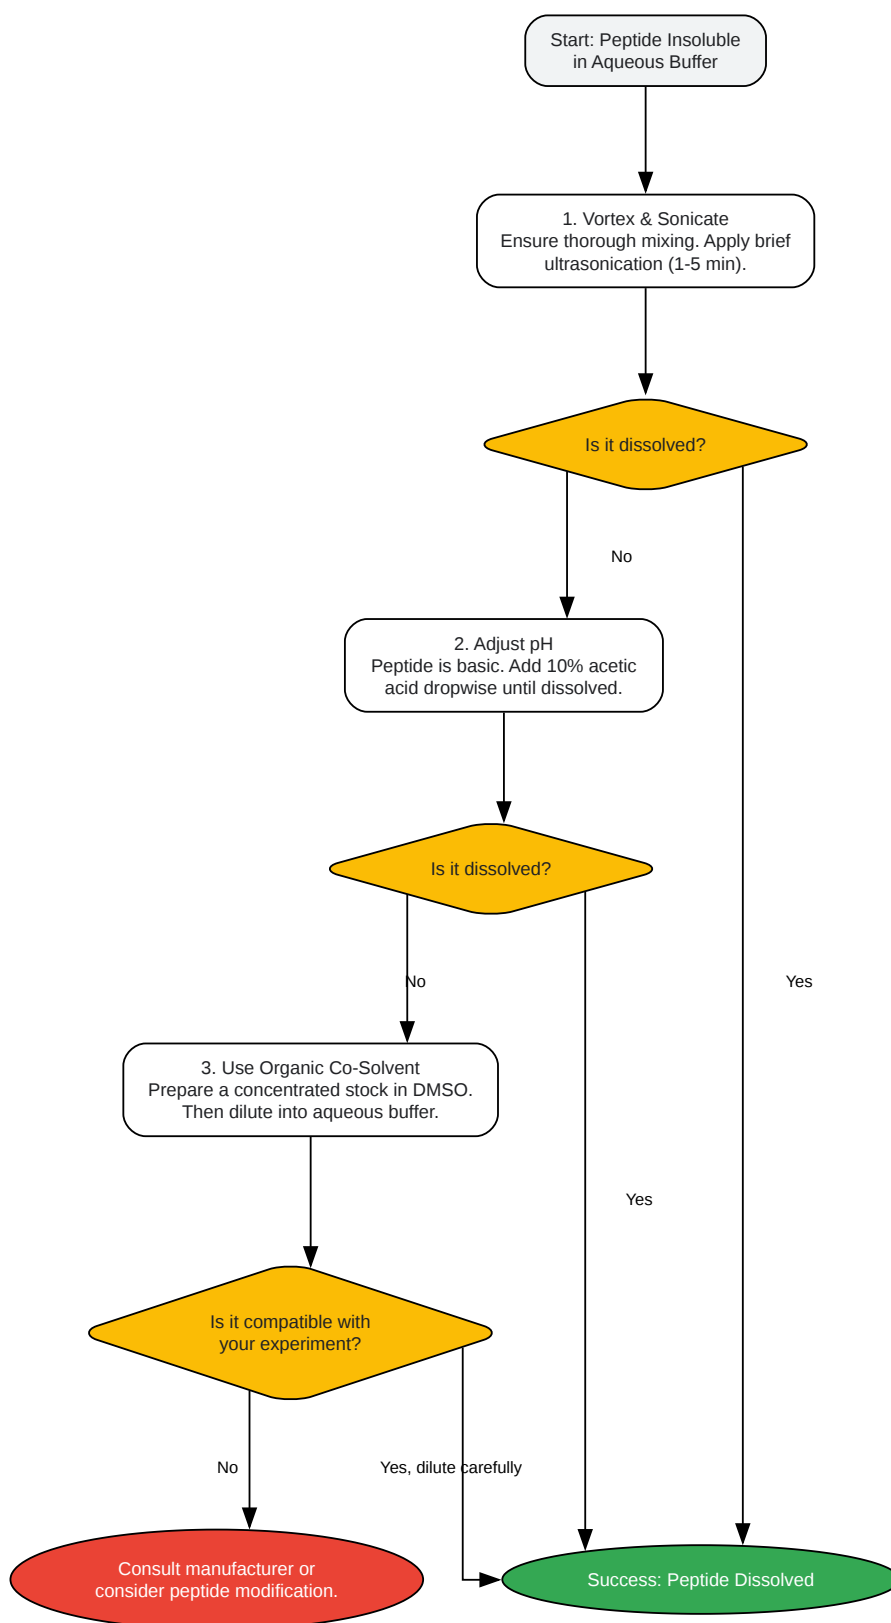 Start: Peptide Insoluble
in Aqueous Buffer
1. Vortex & Sonicate
Ensure thorough mixing. Apply brief
ultrasonication (1-5 min).
Is it dissolved?
No
2. Adjust pH
Peptide is basic. Add 10% acetic
acid dropwise until dissolved.
Is it dissolved?
No
Yes
3. Use Organic Co-Solvent
Prepare a concentrated stock in DMSO.
Then dilute into aqueous buffer.
Yes
Is it compatible with
your experiment?
No
Yes, dilute carefully
Consult manufacturer or
consider peptide modification.
Success: Peptide Dissolved